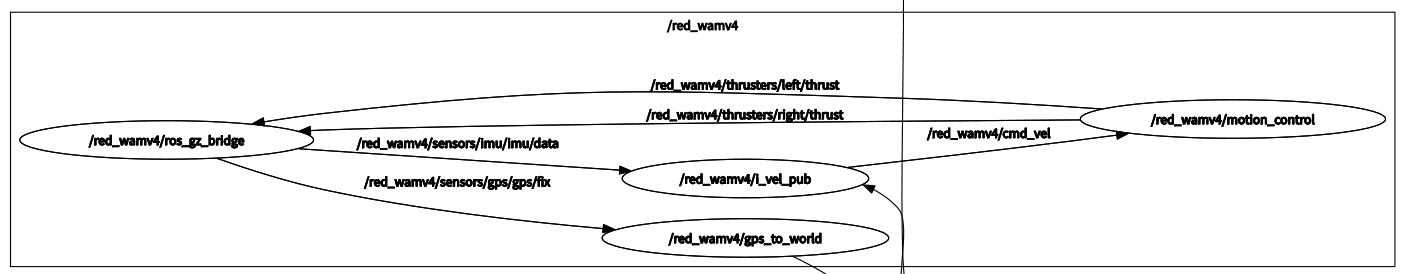 /red_wamv4
/red_wamv4/thrusters/left/thrust
/red_wamv4/thrusters/right/thrust
/red_wamv4/motion_control
/red_wamv4/cmd_vel
/red_wamv4/ros_gz_bridge
/red_wamv4/sensors/imu/imu/data
/red_wamv4/i_vel_pub
/red_wamv4/sensors/gps/gps/fix
/red_wamv4/gps_to_world